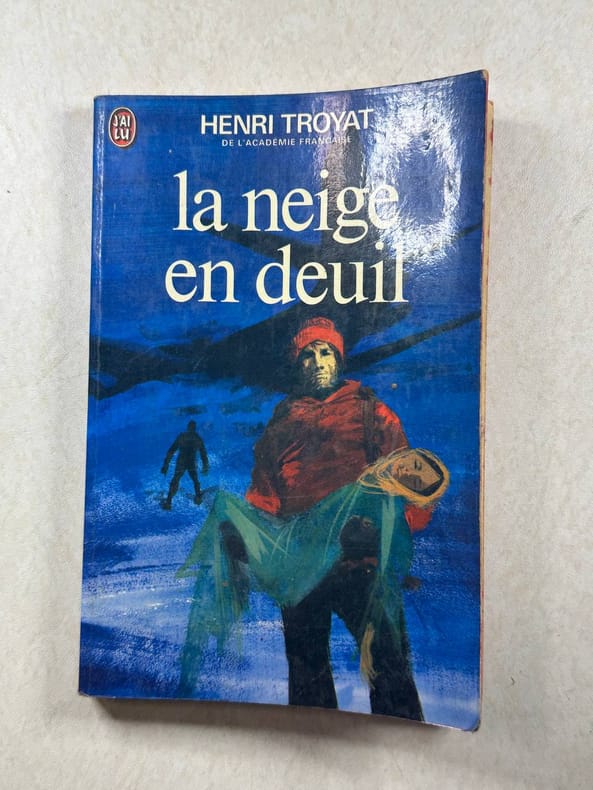 J'AI
LU
HENRI TROYAT
DE L'ACADÉMIE FRANÇAISE
la neige
en deuil